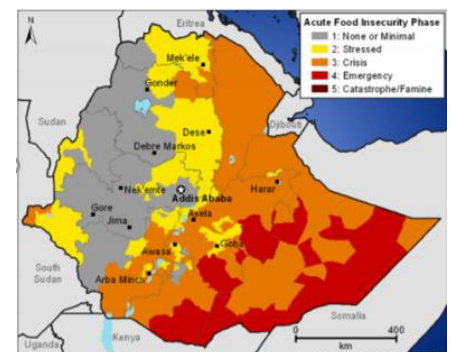 Acute Food Insecurity Phase
1: None or Minimal
2: Stressed
3: Crisis
4: Emergency
5: Catastrophe/Famine
N
Eritrea
Mek'ele
Gonder
Sudan
Dese
Djibouti
Debre Markos
Nek'emte
Addis Ababa
Harar
Gore
Jima
Asela
Awasa
Goba
South
Sudan
Arba Minch
Somalia
0 400
km
Uganda
Kenya